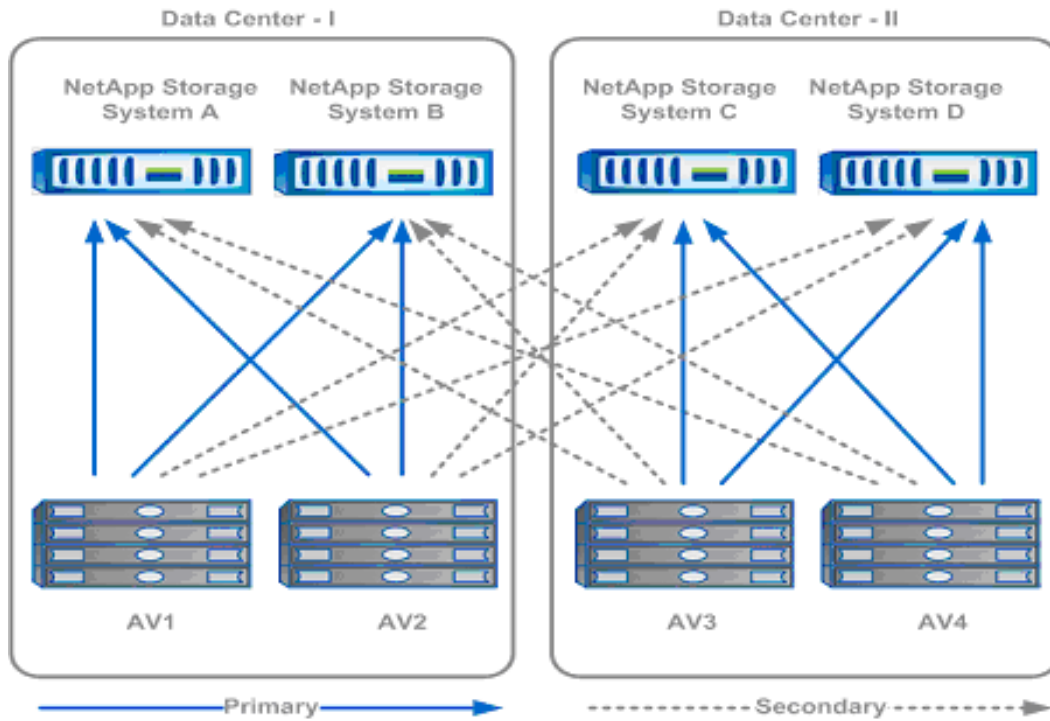 Data Center - I
Data Center - II
NetApp Storage
System A
NetApp Storage
System B
NetApp Storage
System C
NetApp Storage
System D
AV1
AV2
AV3
AV4
Primary
Secondary